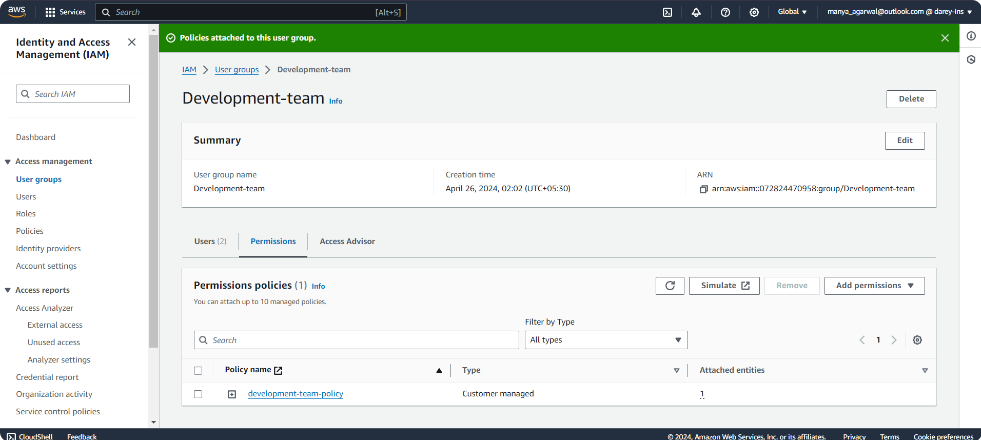 aws
Services
Search
[Alt+S]
Global
manya_agarwal@outlook.com @ darey-ins
Identity and Access
Management (IAM)
Search IAM
Dashboard
Access management
User groups
Users
Roles
Policies
Identity providers
Account settings
Access reports
Access Analyzer
External access
Unused access
Analyzer settings
Credential report
Organization activity
Service control policies
Policies attached to this user group.
IAM
User groups
Development-team
Development-team Info
Delete
Summary
Edit
User group name
Development-team
Creation time
April 26, 2024, 02:02 (UTC+05:30)
ARN
arn:aws:iam::072824470958:group/Development-team
Users (2)
Permissions
Access Advisor
Permissions policies (1) Info
You can attach up to 10 managed policies.
Simulate
Remove
Add permissions
Filter by Type
Search
All types
1
Policy name
Type
Attached entities
development-team-policy
Customer managed
1
CloudShell
Feedback
© 2024, Amazon Web Services, Inc. or its affiliates.
Privacy
Terms
Cookie preferences